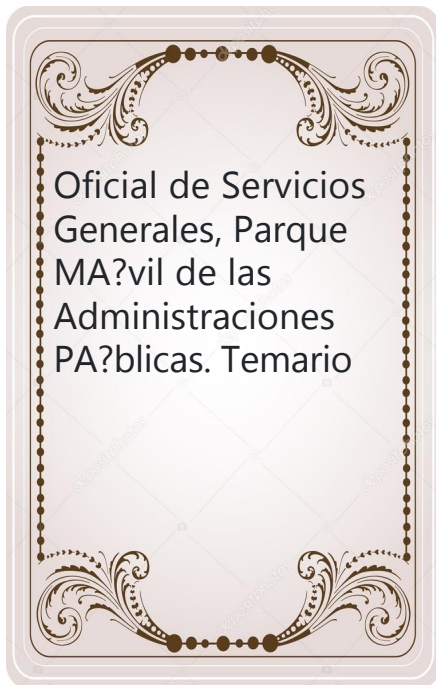 Oficial de Servicios
Generales, Parque
MA?vil de las
Administraciones
PA?blicas. Temario